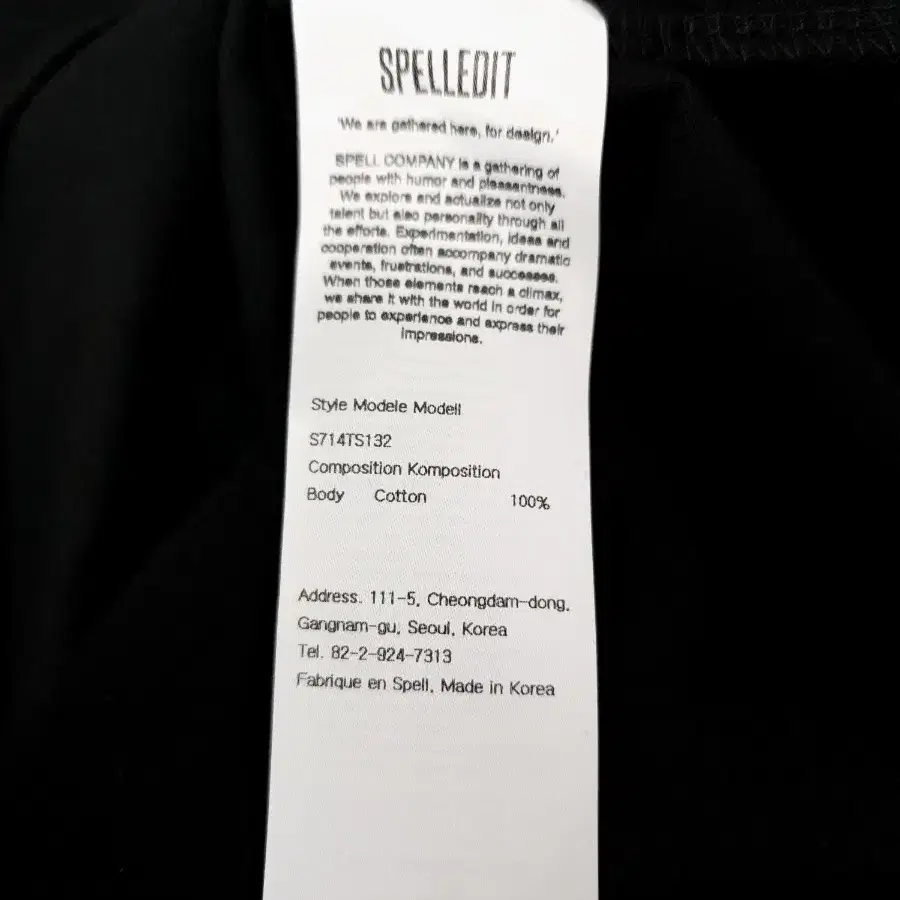 SPELLEDIT
'We are gathered here, for design.'
SPELL COMPANY is a gathering of
people with humor and pleasantness.
We explore and actualize not only
talent but also personality through all
the efforts. Experimentation, ideas and
cooperation often accompany dramatic
events, frustrations, and successes.
When those elements reach a climax,
we share it with the world in order for
people to experience and express their
impressions.
Style Modele Modell
S714TS132
Composition Komposition
Body Cotton 100%
Address. 111-5, Cheongdam-dong,
Gangnam-gu, Seoul, Korea
Tel. 82-2-924-7313
Fabrique en Spell, Made in Korea